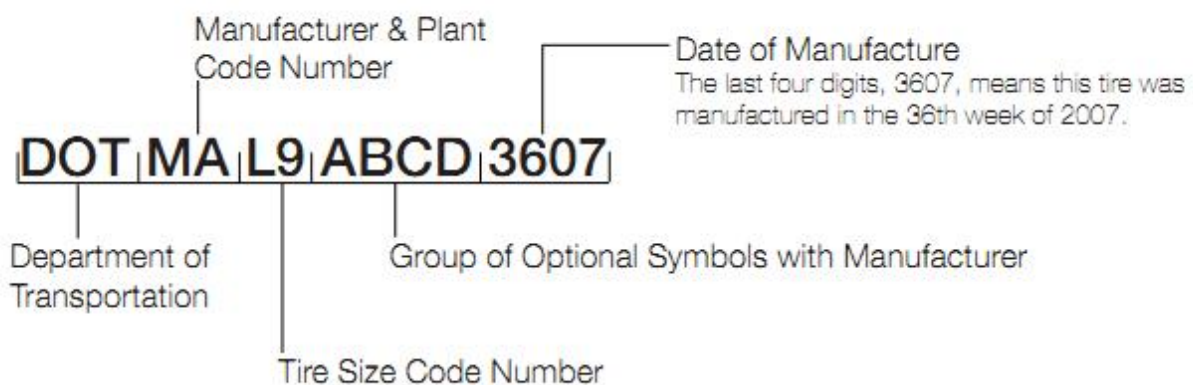 Manufacturer & Plant
Code Number
Date of Manufacture
The last four digits, 3607, means this tire was
manufactured in the 36th week of 2007.
DOT MA L9 ABCD 3607
Department of
Transportation
Group of Optional Symbols with Manufacturer
Tire Size Code Number